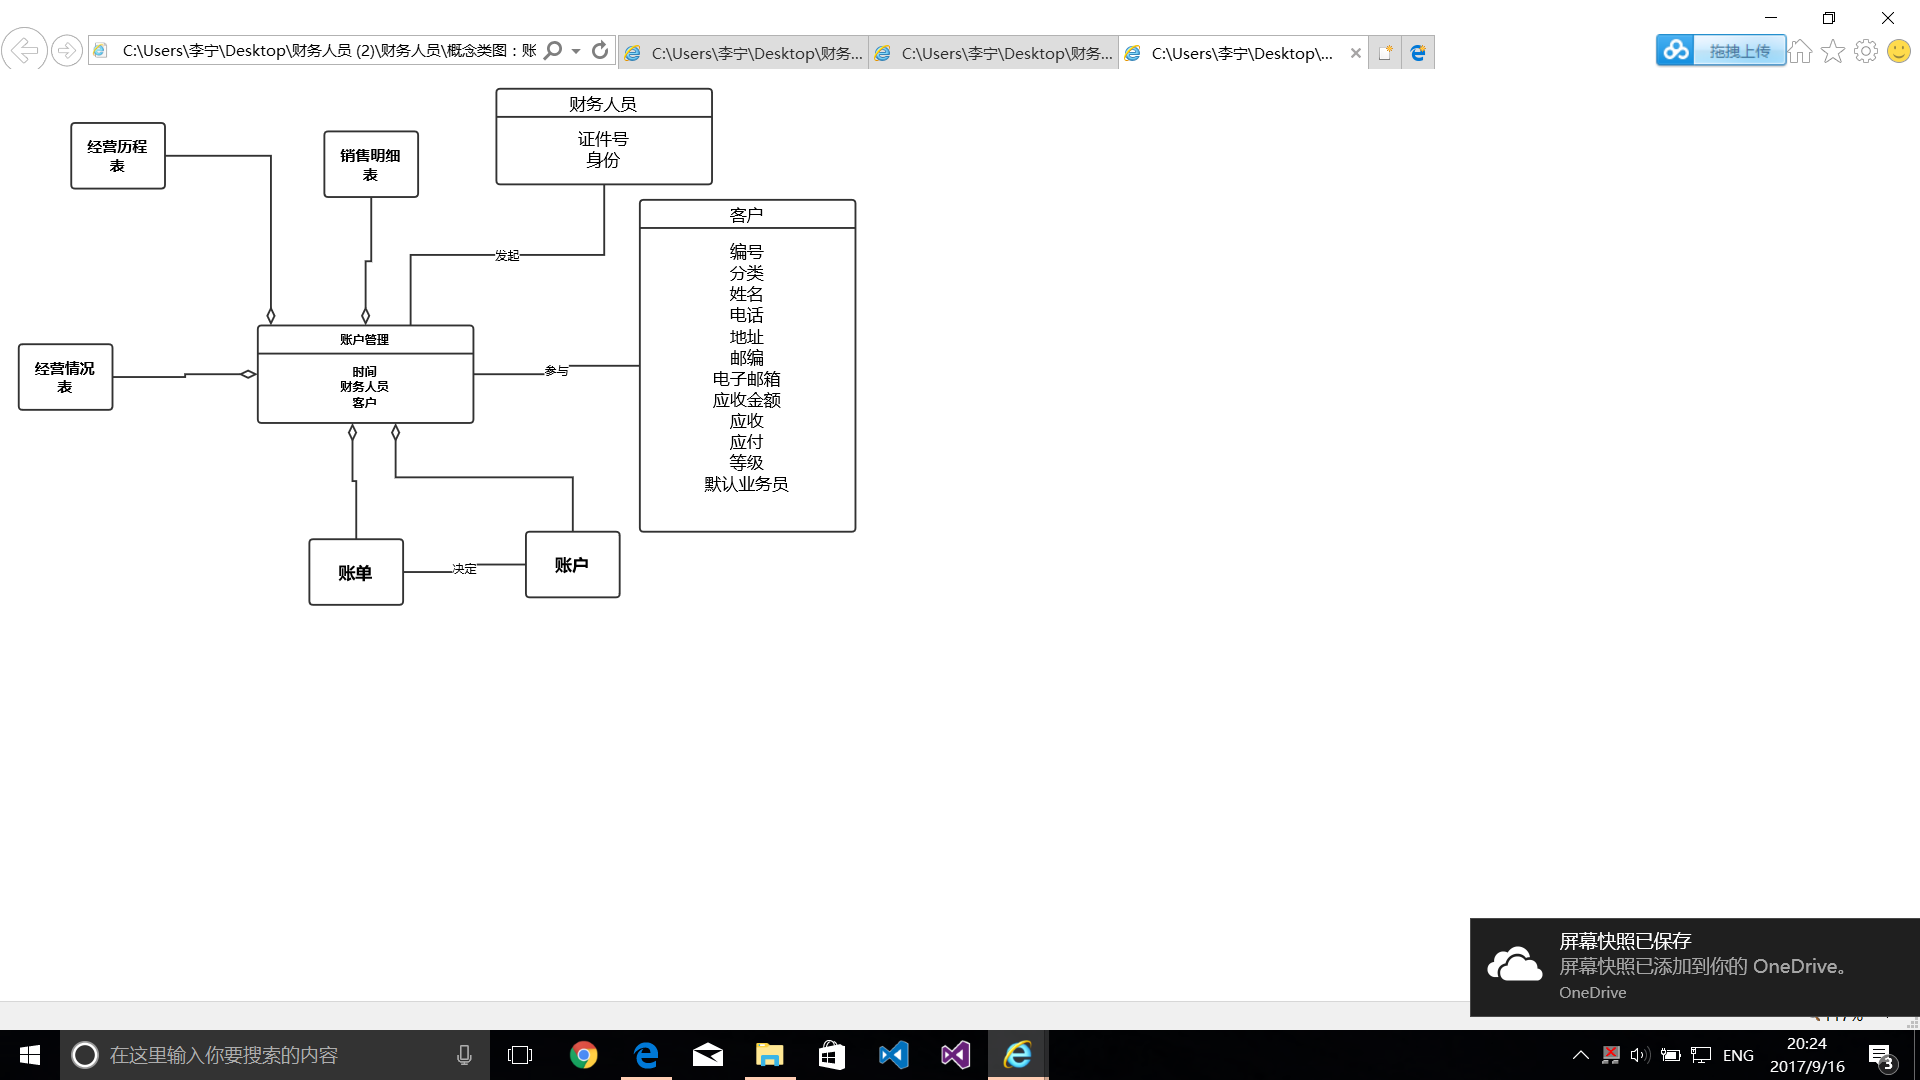 C:\Users\李宁\Desktop\财务人员 (2)\财务人员\概念类图：账
C:\Users\李宁\Desktop\财务...
C:\Users\李宁\Desktop\财务...
C:\Users\李宁\Desktop\...
拖拽上传
财务人员
证件号
身份
经营历程
表
销售明细
表
客户
编号
分类
姓名
电话
地址
邮编
电子邮箱
应收金额
应收
应付
等级
默认业务员
发起
账户管理
时间
财务人员
客户
经营情况
表
参与
账单
决定
账户
屏幕快照已保存
屏幕快照已添加到你的 OneDrive。
OneDrive
在这里输入你要搜索的内容
ENG
20:24
2017/9/16
3